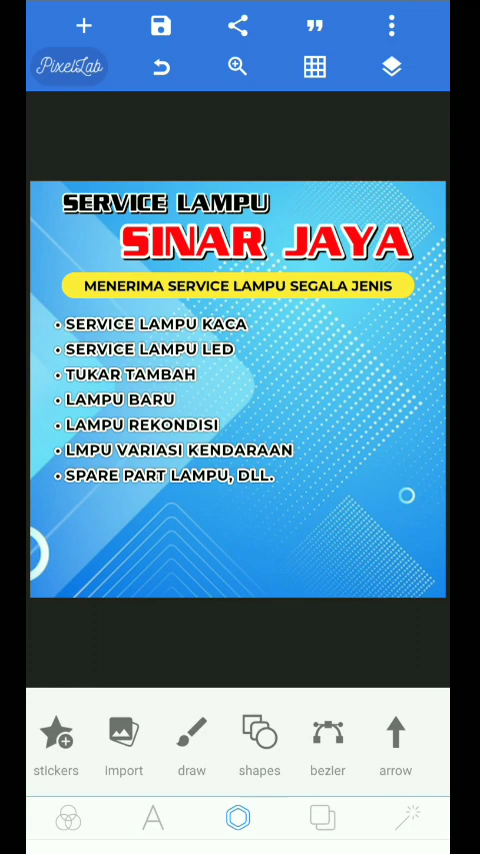 PixelLab
SERVICE LAMPU
SINAR JAYA
MENERIMA SERVICE LAMPU SEGALA JENIS
• SERVICE LAMPU KACA
• SERVICE LAMPU LED
• TUKAR TAMBAH
• LAMPU BARU
• LAMPU REKONDISI
• LMPU VARIASI KENDARAAN
• SPARE PART LAMPU, DLL.
stickers import draw shapes bezier arrow